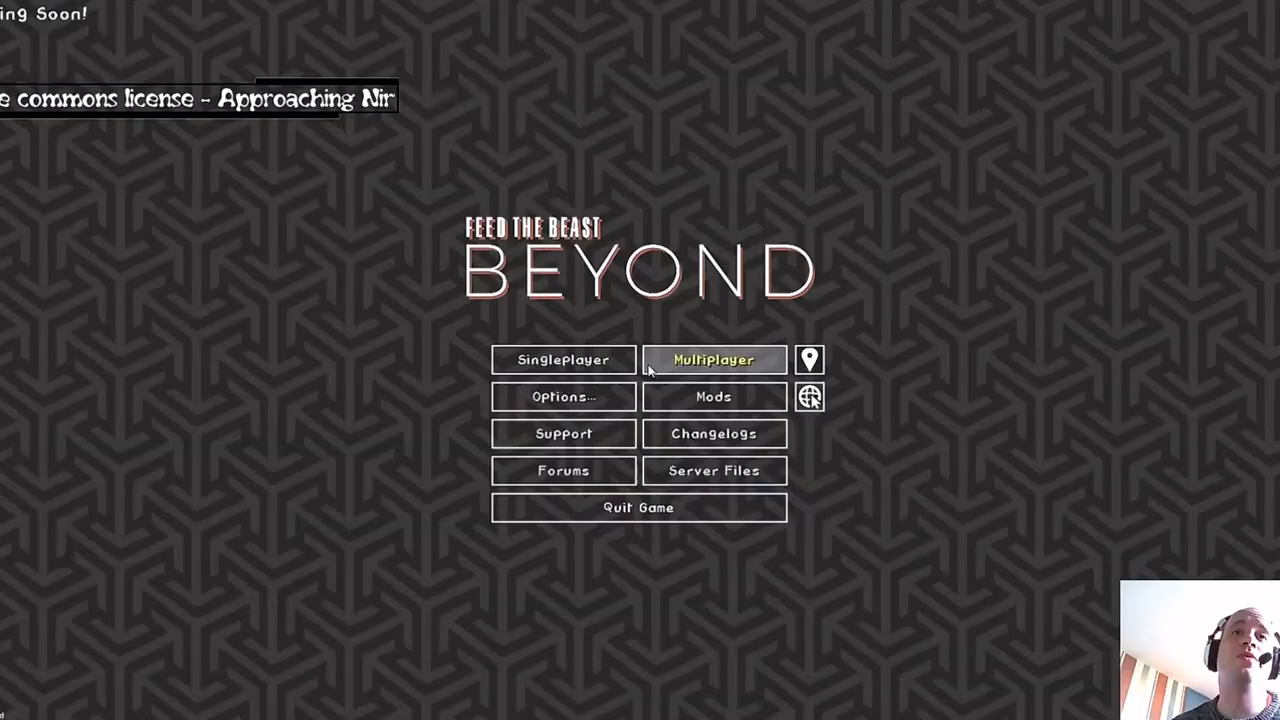 ing Soon!
e commons license - Approaching Nir
FEED THE BEAST
BEYOND
Singleplayer
Multiplayer
Options...
Mods
Support
Changelogs
Forums
Server Files
Quit Game